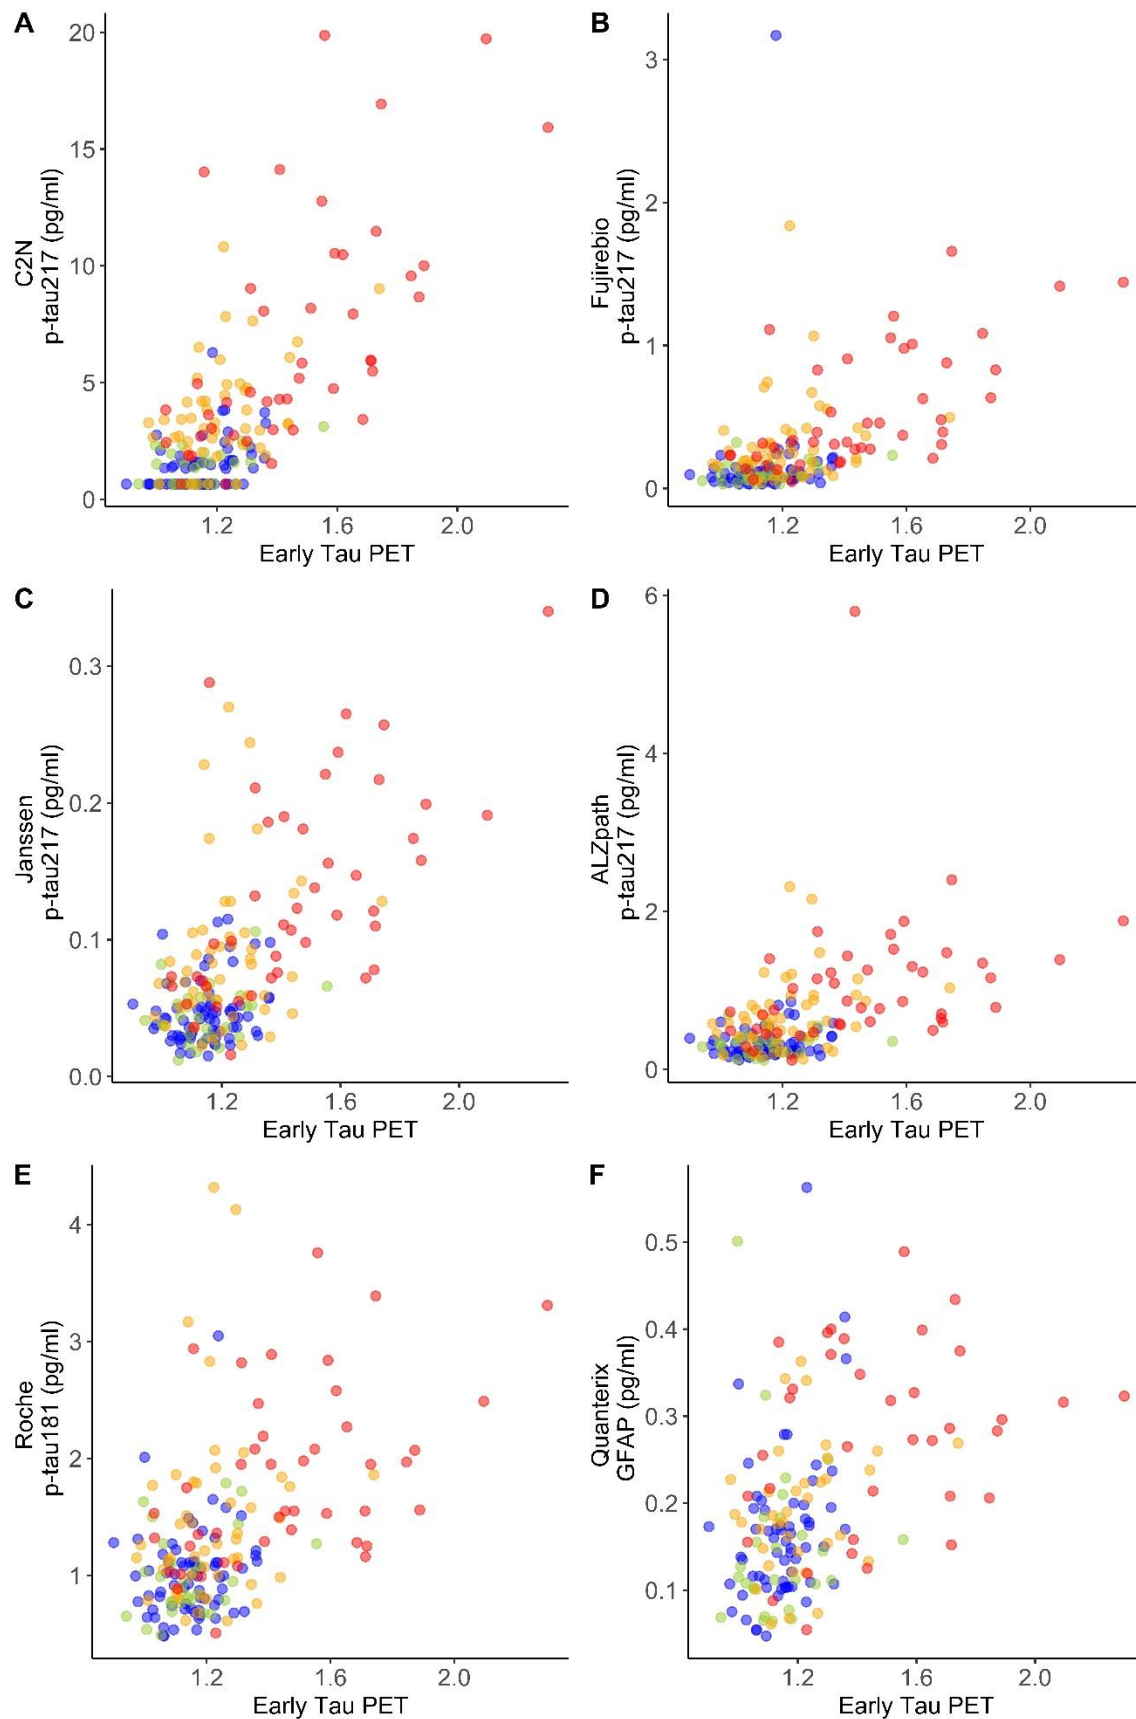 A
C2N
p-tau217 (pg/ml)
20
15
10
5
0
1.2 1.6 2.0
Early Tau PET
B
Fujirebio
p-tau217 (pg/ml)
3
2
1
0
1.2 1.6 2.0
Early Tau PET
C
Janssen
p-tau217 (pg/ml)
0.3
0.2
0.1
0.0
1.2 1.6 2.0
Early Tau PET
D
ALZpath
p-tau217 (pg/ml)
6
4
2
0
1.2 1.6 2.0
Early Tau PET
E
Roche
p-tau181 (pg/ml)
4
3
2
1
1.2 1.6 2.0
Early Tau PET
F
Quanterix
GFAP (pg/ml)
0.5
0.4
0.3
0.2
0.1
1.2 1.6 2.0
Early Tau PET